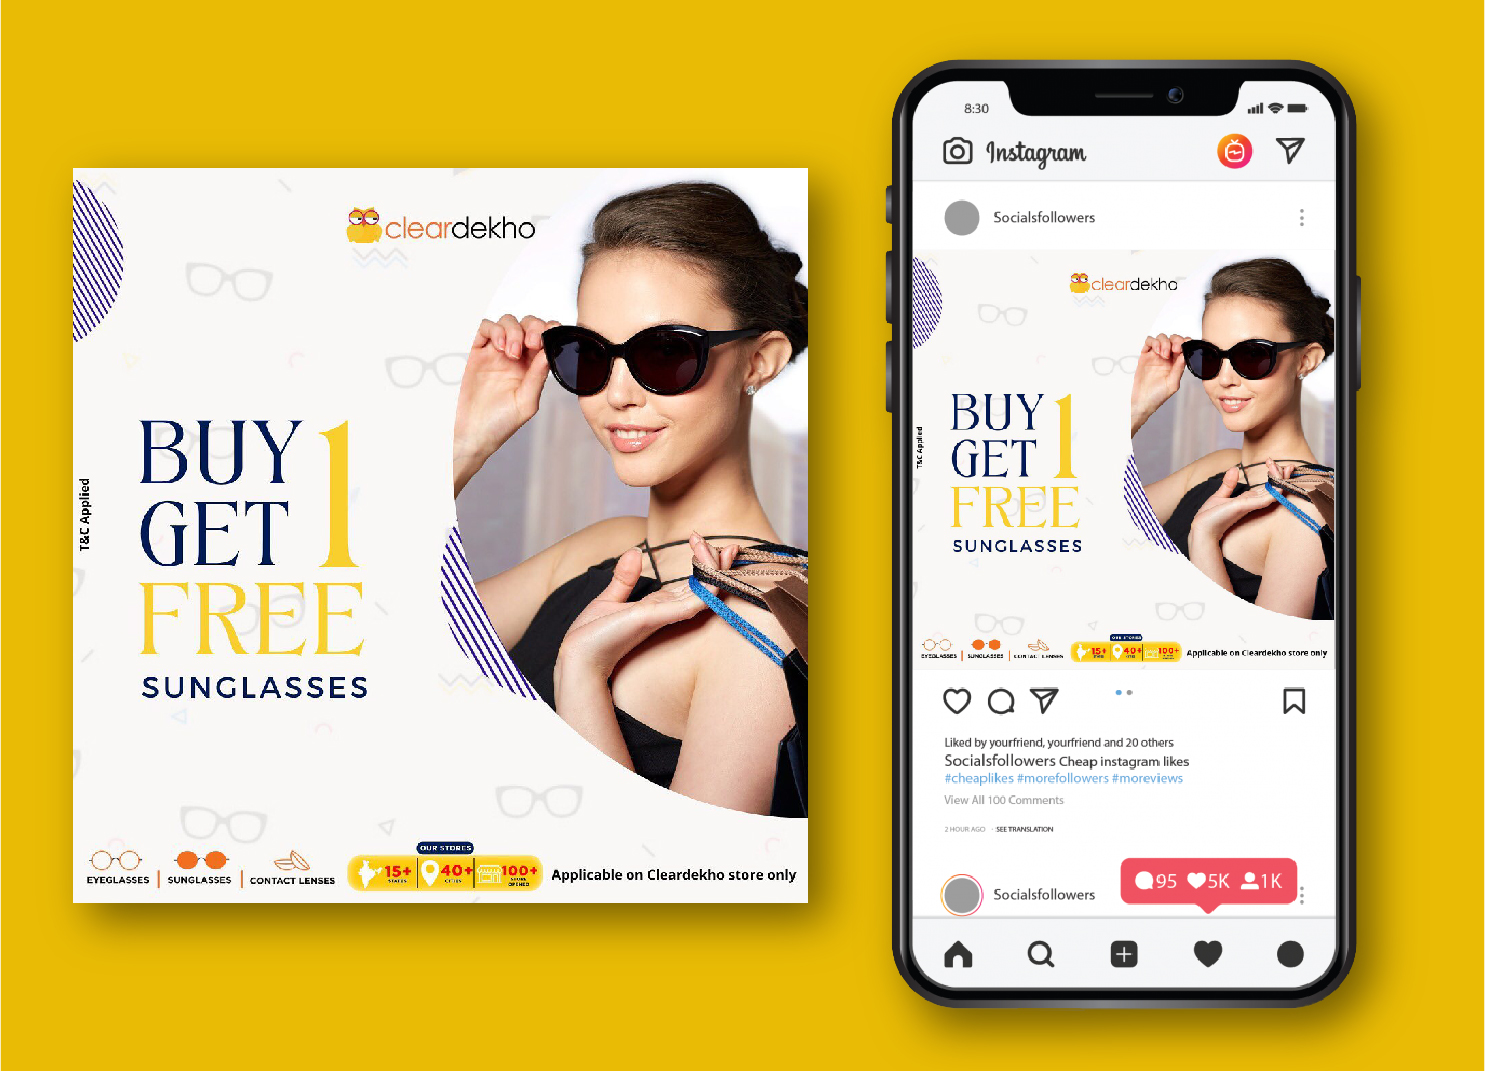 cleardekho
BUY 1
GET
FREE
SUNGLASSES
T&C Applied
EYEGLASSES | SUNGLASSES | CONTACT LENSES
OUR STORES
15+ STATES
40+ CITIES
100+ STORE OPENED
Applicable on Cleardekho store only
8:30
Instagram
Socialsfollowers
cleardekho
BUY 1
GET
FREE
SUNGLASSES
T&C Applied
EYEGLASSES | SUNGLASSES | CONTACT LENSES
OUR STORES
15+ STATES
40+ CITIES
100+
Applicable on Cleardekho store only
Liked by yourfriend, yourfriend and 20 others
Socialsfollowers Cheap instagram likes
#cheaplikes #morefollowers #moreviews
View All 100 Comments
2 HOUR AGO · SEE TRANSLATION
Socialsfollowers
95 5K 1K